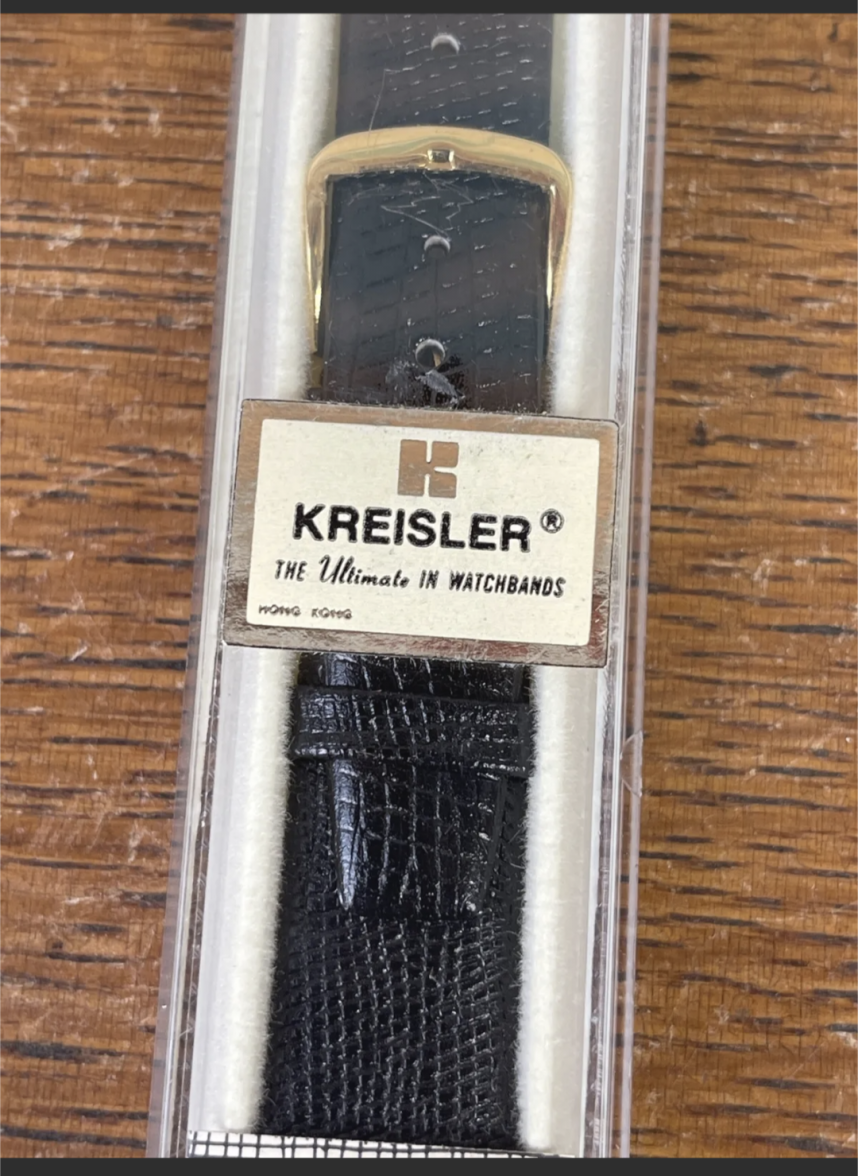 K
KREISLER®
THE Ultimate IN WATCHBANDS
HONG KONG